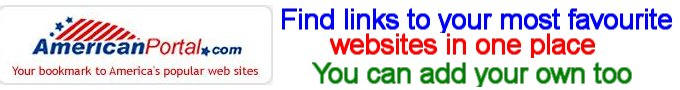 AmericanPortal.com
Your bookmark to America's popular web sites
Find links to your most favourite
websites in one place
You can add your own too